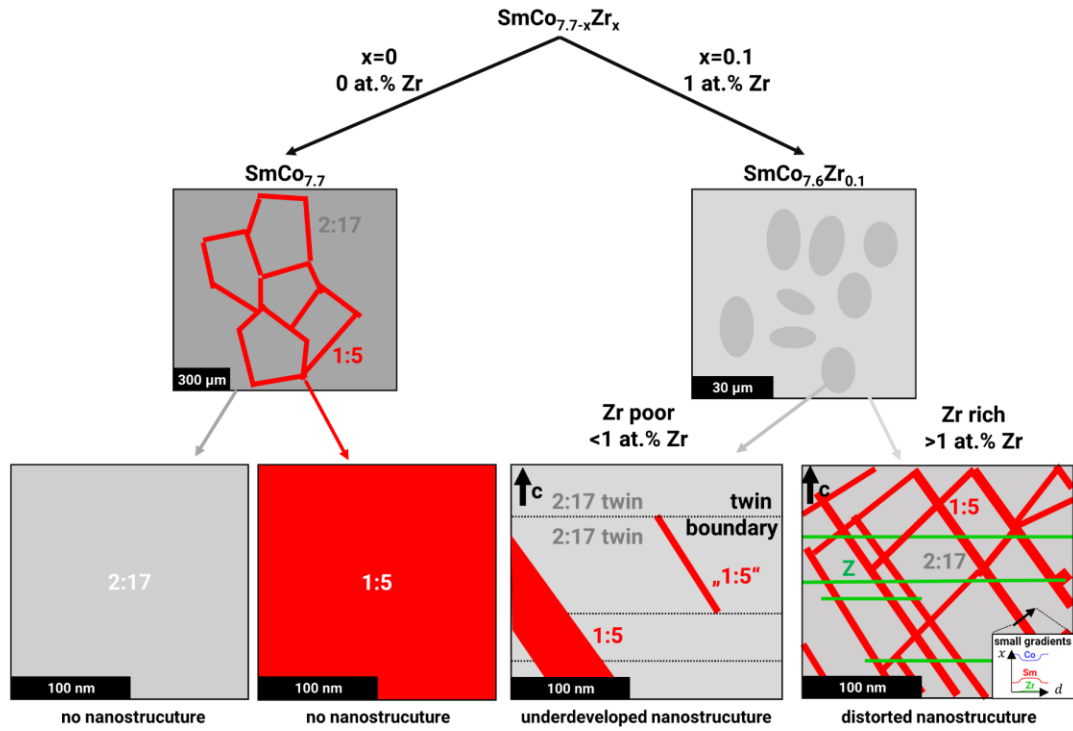 SmCo7.7-xZrx
x=0
0 at.% Zr
x=0.1
1 at.% Zr
SmCo7.7
SmCo7.6Zr0.1
2:17
1:5
300 µm
30 µm
Zr poor
<1 at.% Zr
Zr rich
>1 at.% Zr
2:17
100 nm
no nanostrucuture
1:5
100 nm
no nanostrucuture
c
2:17 twin
2:17 twin
twin
boundary
„1:5“
1:5
100 nm
underdeveloped nanostrucuture
c
1:5
Z
2:17
small gradients
x
Co
Sm
Zr
d
100 nm
distorted nanostrucuture